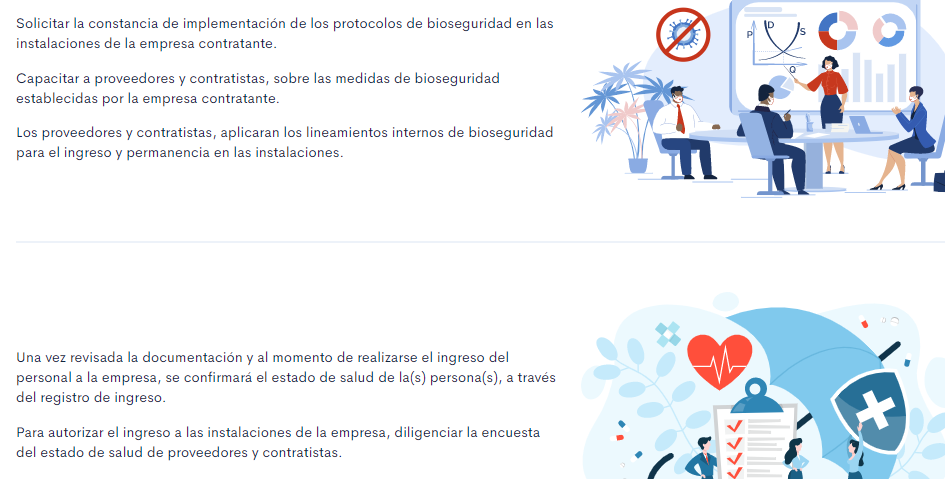 Solicitar la constancia de implementación de los protocolos de bioseguridad en las
instalaciones de la empresa contratante.
Capacitar a proveedores y contratistas, sobre las medidas de bioseguridad
establecidas por la empresa contratante.
Los proveedores y contratistas, aplicaran los lineamientos internos de bioseguridad
para el ingreso y permanencia en las instalaciones.
P
D
S
Q
Una vez revisada la documentación y al momento de realizarse el ingreso del
personal a la empresa, se confirmará el estado de salud de la(s) persona(s), a través
del registro de ingreso.
Para autorizar el ingreso a las instalaciones de la empresa, diligenciar la encuesta
del estado de salud de proveedores y contratistas.